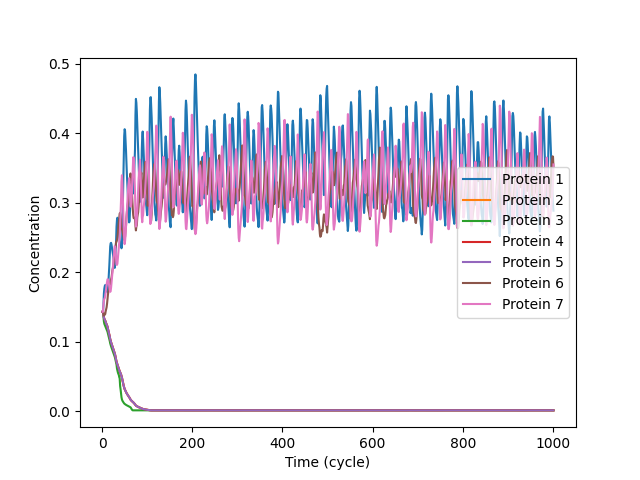 0.5
0.4
0.3
0.2
0.1
0.0
Concentration
Protein 1
Protein 2
Protein 3
Protein 4
Protein 5
Protein 6
Protein 7
0 200 400 600 800 1000
Time (cycle)